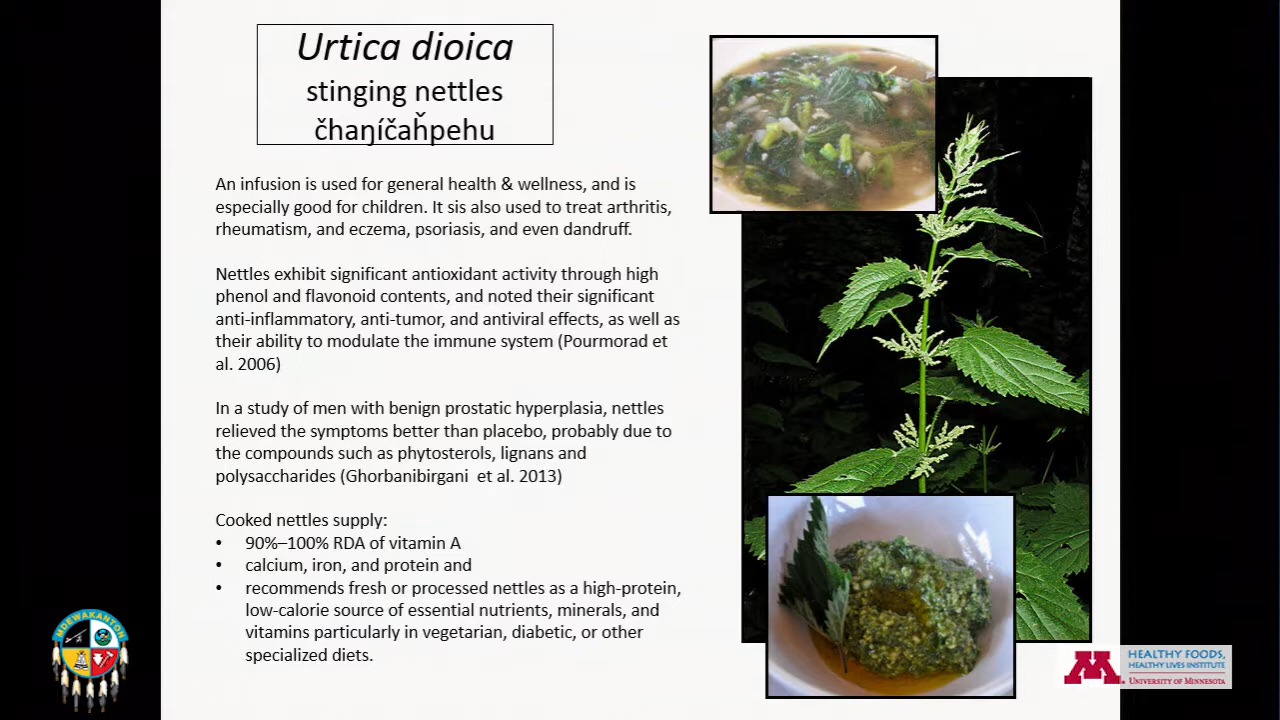 Urtica dioica
stinging nettles
čhaŋíčaȟpehu
An infusion is used for general health & wellness, and is
especially good for children. It sis also used to treat arthritis,
rheumatism, and eczema, psoriasis, and even dandruff.
Nettles exhibit significant antioxidant activity through high
phenol and flavonoid contents, and noted their significant
anti-inflammatory, anti-tumor, and antiviral effects, as well as
their ability to modulate the immune system (Pourmorad et
al. 2006)
In a study of men with benign prostatic hyperplasia, nettles
relieved the symptoms better than placebo, probably due to
the compounds such as phytosterols, lignans and
polysaccharides (Ghorbanibirgani et al. 2013)
Cooked nettles supply:
• 90%–100% RDA of vitamin A
• calcium, iron, and protein and
• recommends fresh or processed nettles as a high-protein,
low-calorie source of essential nutrients, minerals, and
vitamins particularly in vegetarian, diabetic, or other
specialized diets.
MDEWAKANTON
M
HEALTHY FOODS,
HEALTHY LIVES INSTITUTE
UNIVERSITY OF MINNESOTA